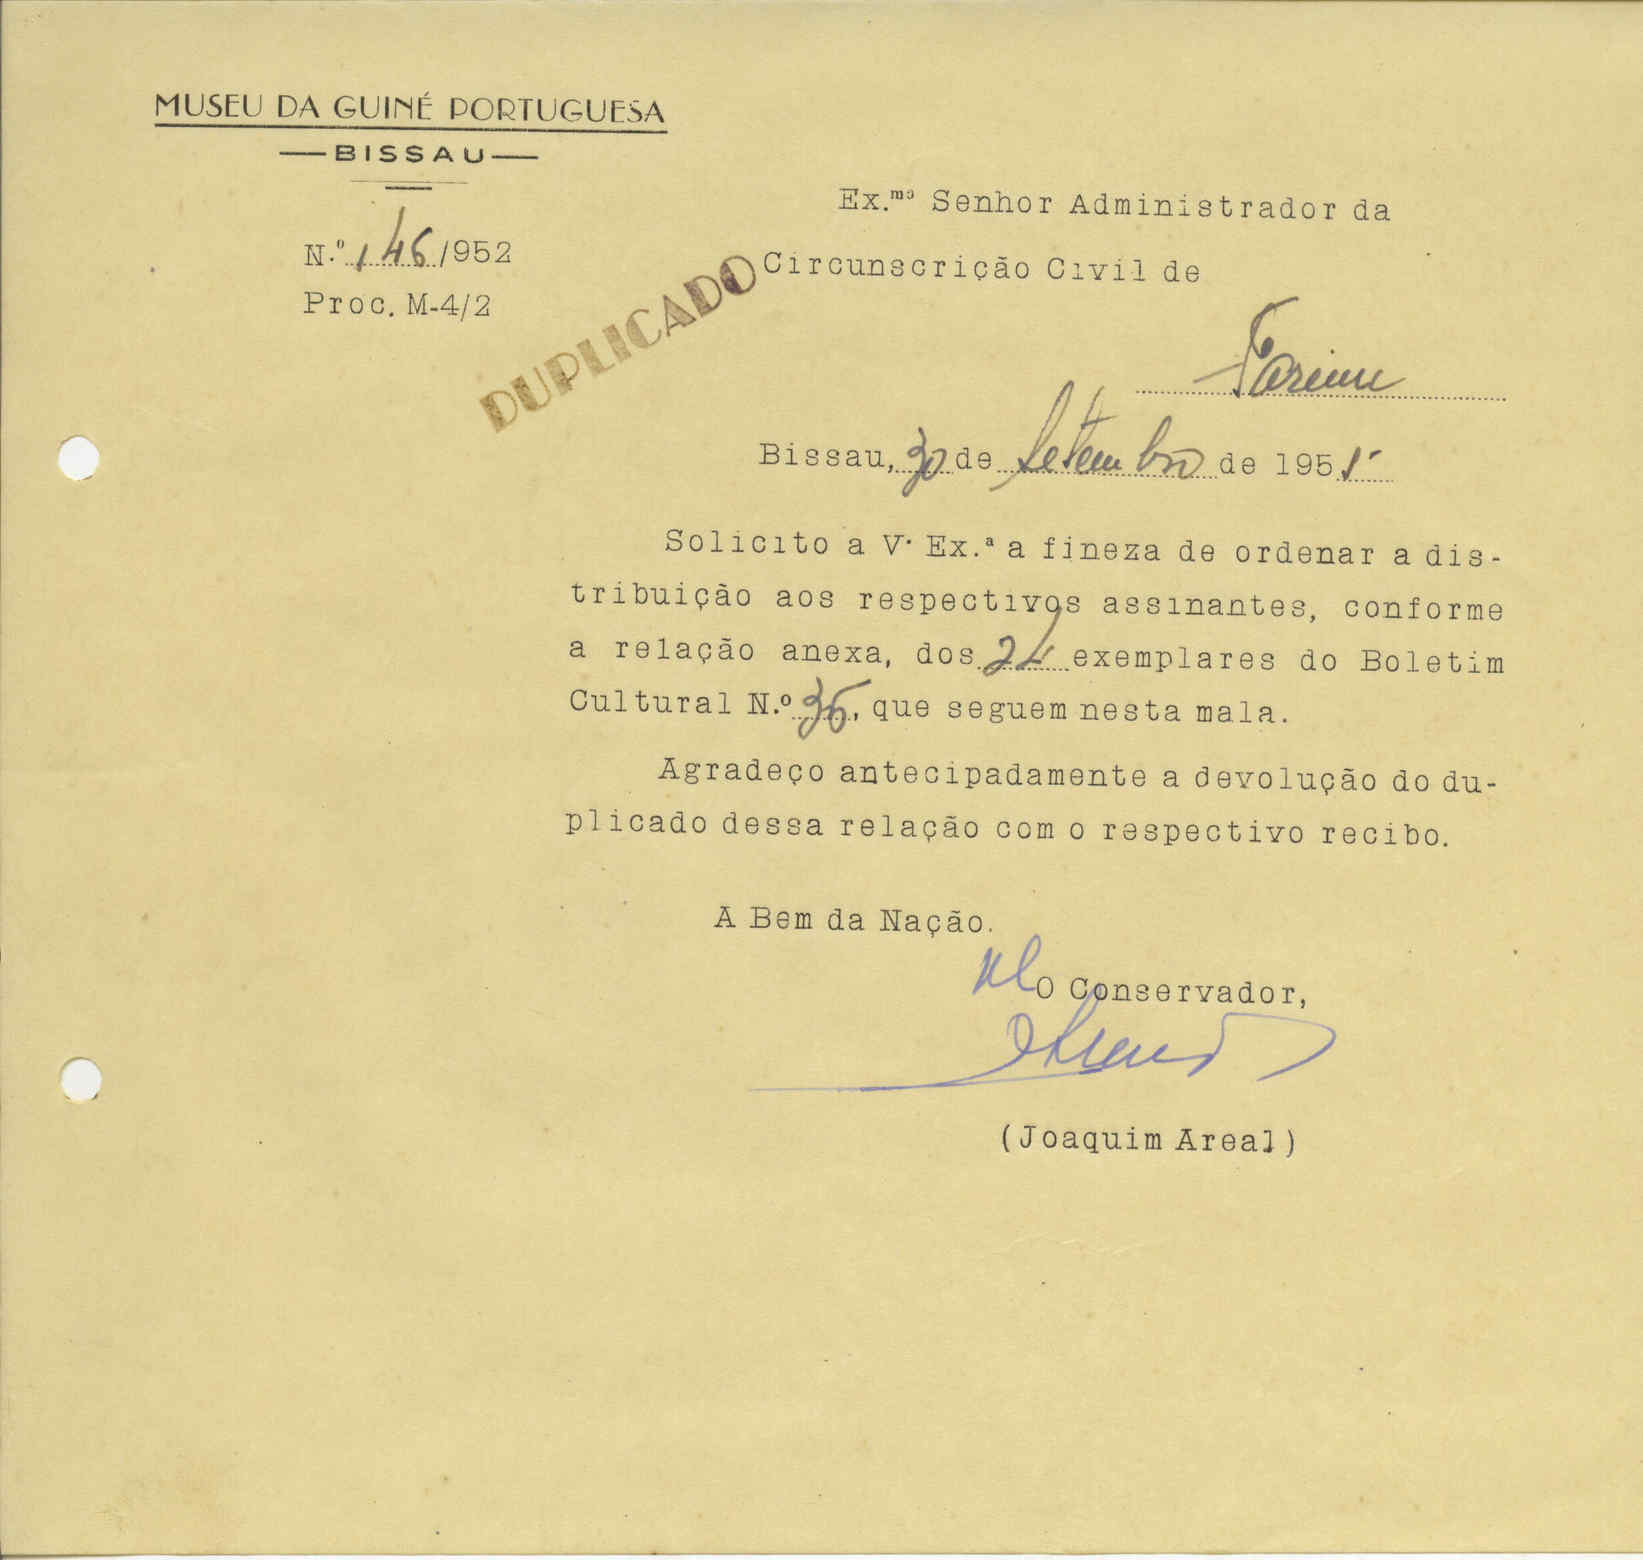 MUSEU DA GUINÉ PORTUGUESA
BISSAU
N.º 146/952
Proc. M-4/2
DUPLICADO
Ex.mo Senhor Administrador da
Circunscrição Civil de
Farim
Bissau, 30 de Setembro de 195
Solicito a V. Ex.ª a fineza de ordenar a dis-
tribuição aos respectivos assinantes, conforme
a relação anexa, dos exemplares do Boletim
Cultural N.º 36, que seguem nesta mala.
Agradeço antecipadamente a devolução do du-
plicado dessa relação com o respectivo recibo.
A Bem da Nação.
O Conservador,
(Joaquim Areal)